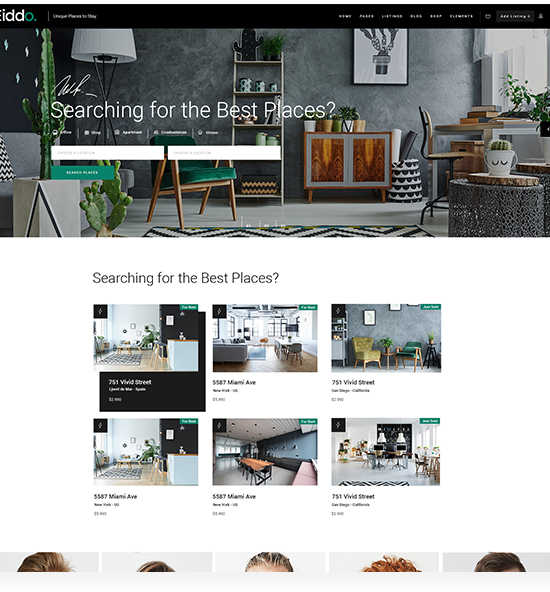 Eiddo.
Unique Places to Stay
HOME PAGES LISTINGS BLOG SHOP ELEMENTS
Add Listing +
Searching for the Best Places?
Office Shop Apartment Condominium House
CHOOSE A LOCATION CHOOSE A LOCATION
SEARCH PLACES
Searching for the Best Places?
For Rent
For Rent
Just Sold
751 Vivid Street
Ljoret de Mar - Spain
$2.990
5587 Miami Ave
New York - US
$5.990
751 Vivid Street
San Diego - California
$2.990
For Rent
For Rent
Just Sold
5587 Miami Ave
New York - US
$5.990
5587 Miami Ave
New York - US
$5.990
751 Vivid Street
San Diego - California
$2.990